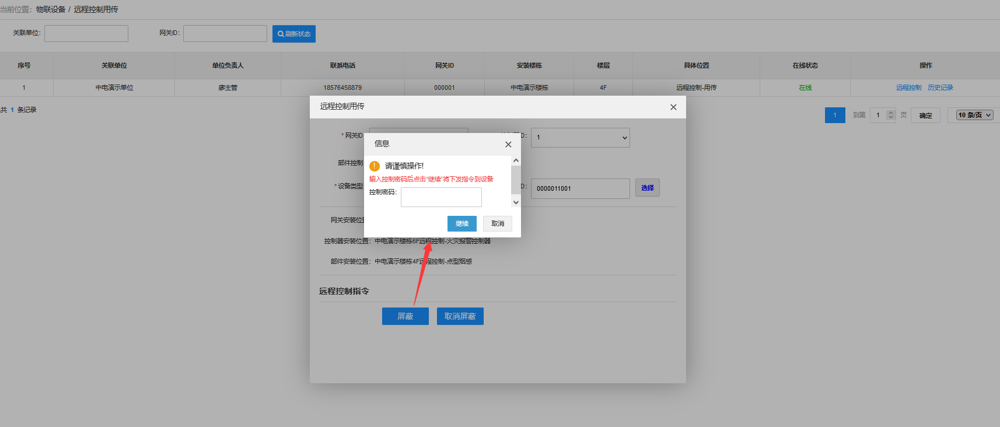 当前位置： 物联设备 / 远程控制用传
关联单位： 网关ID： 刷新状态
序号 关联单位 单位负责人 联系电话 网关ID 安装楼栋 楼层 具体位置 在线状态 操作
1 中电演示单位 廖主管 18576458879 000001 中电演示楼栋 4F 远程控制-用传 在线 远程控制 历史记录
共 1 条记录
1 到第 1 页 确定 10 条/页
远程控制用传
* 网关ID D： 1
信息
请谨慎操作!
输入控制密码后点击“继续”将下发指令到设备
控制密码：
继续 取消
部件控制
* 设备类型 D： 0000011001 选择
网关安装位置
控制器安装位置： 中电演示楼栋6F远程控制-火灾报警控制器
部件安装位置： 中电演示楼栋4F远程控制-点型烟感
远程控制指令
屏蔽 取消屏蔽